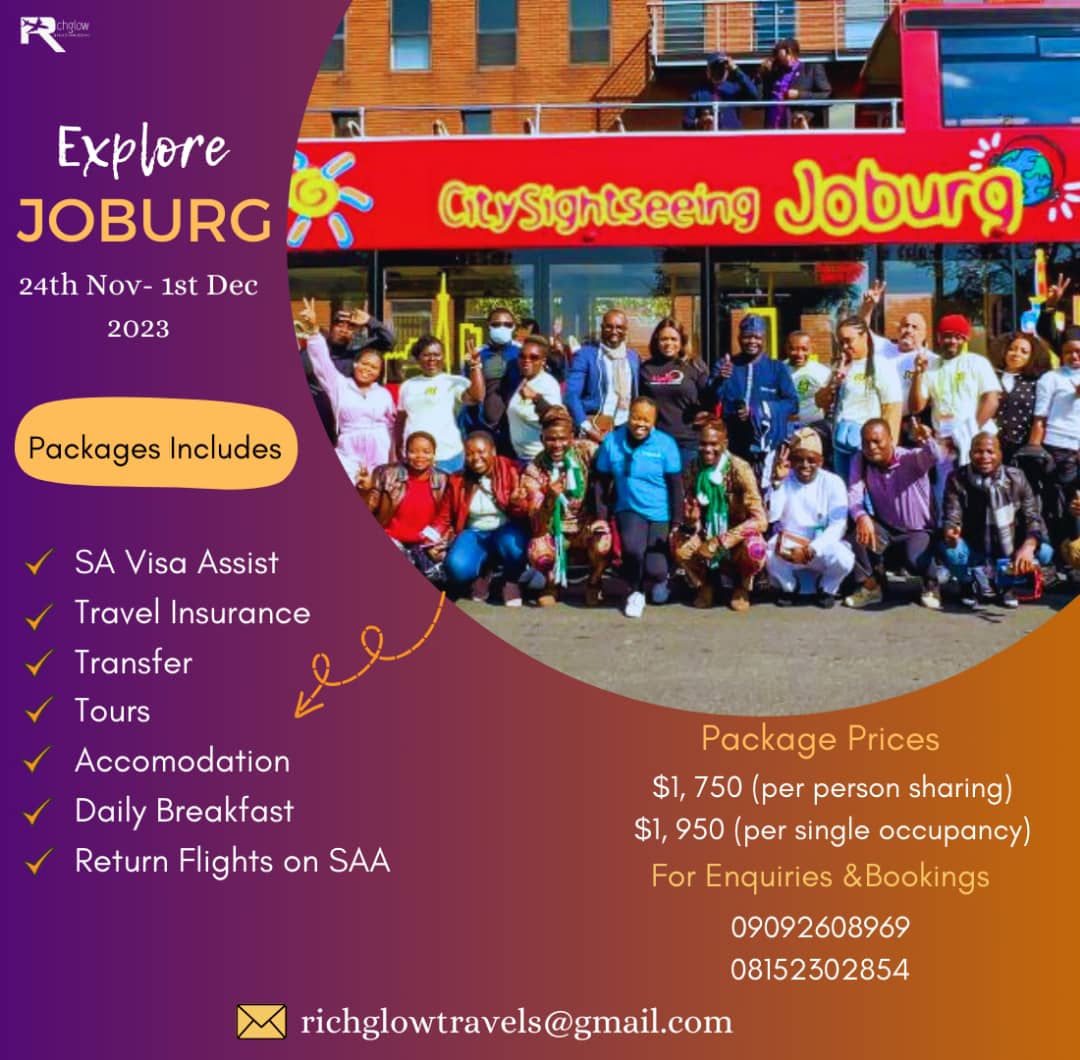 Richglow
Explore
JOBURG
24th Nov- 1st Dec
2023
Packages Includes
SA Visa Assist
Travel Insurance
Transfer
Tours
Accomodation
Daily Breakfast
Return Flights on SAA
CitySightseeing Joburg
Package Prices
$1, 750 (per person sharing)
$1, 950 (per single occupancy)
For Enquiries &Bookings
09092608969
08152302854
richglowtravels@gmail.com